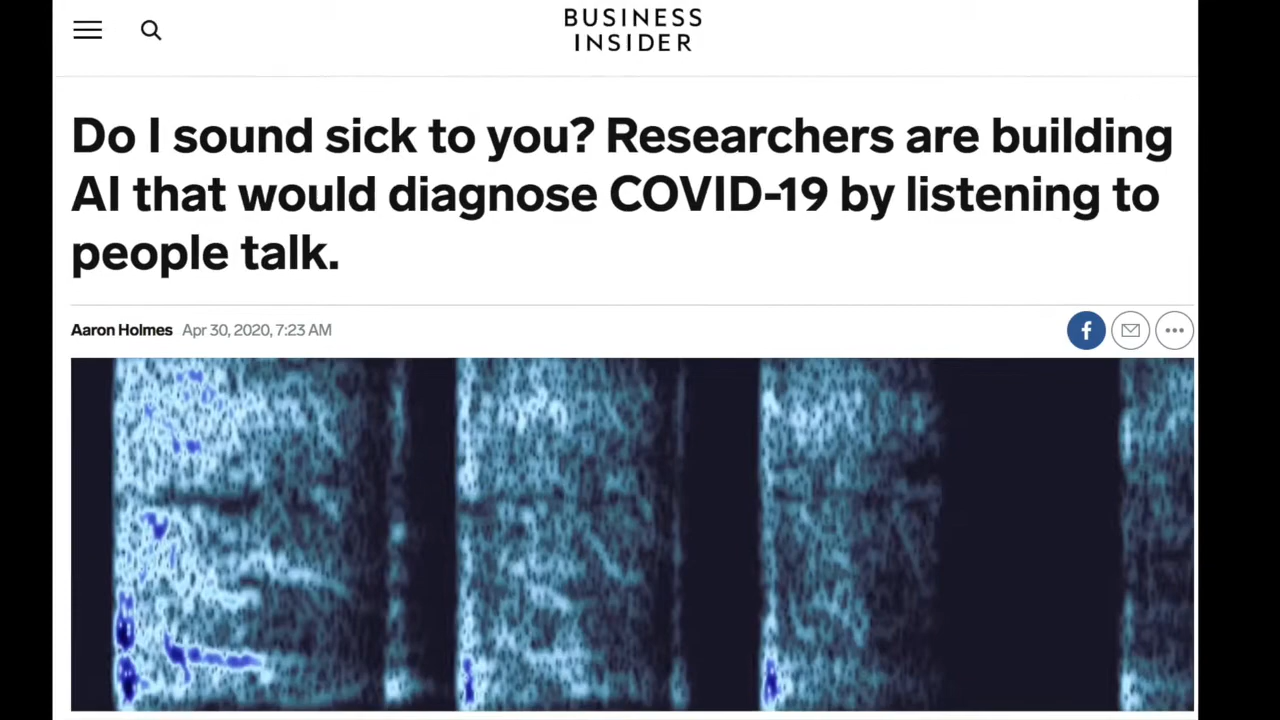 BUSINESS
INSIDER
Do I sound sick to you? Researchers are building
AI that would diagnose COVID-19 by listening to
people talk.
Aaron Holmes Apr 30, 2020, 7:23 AM